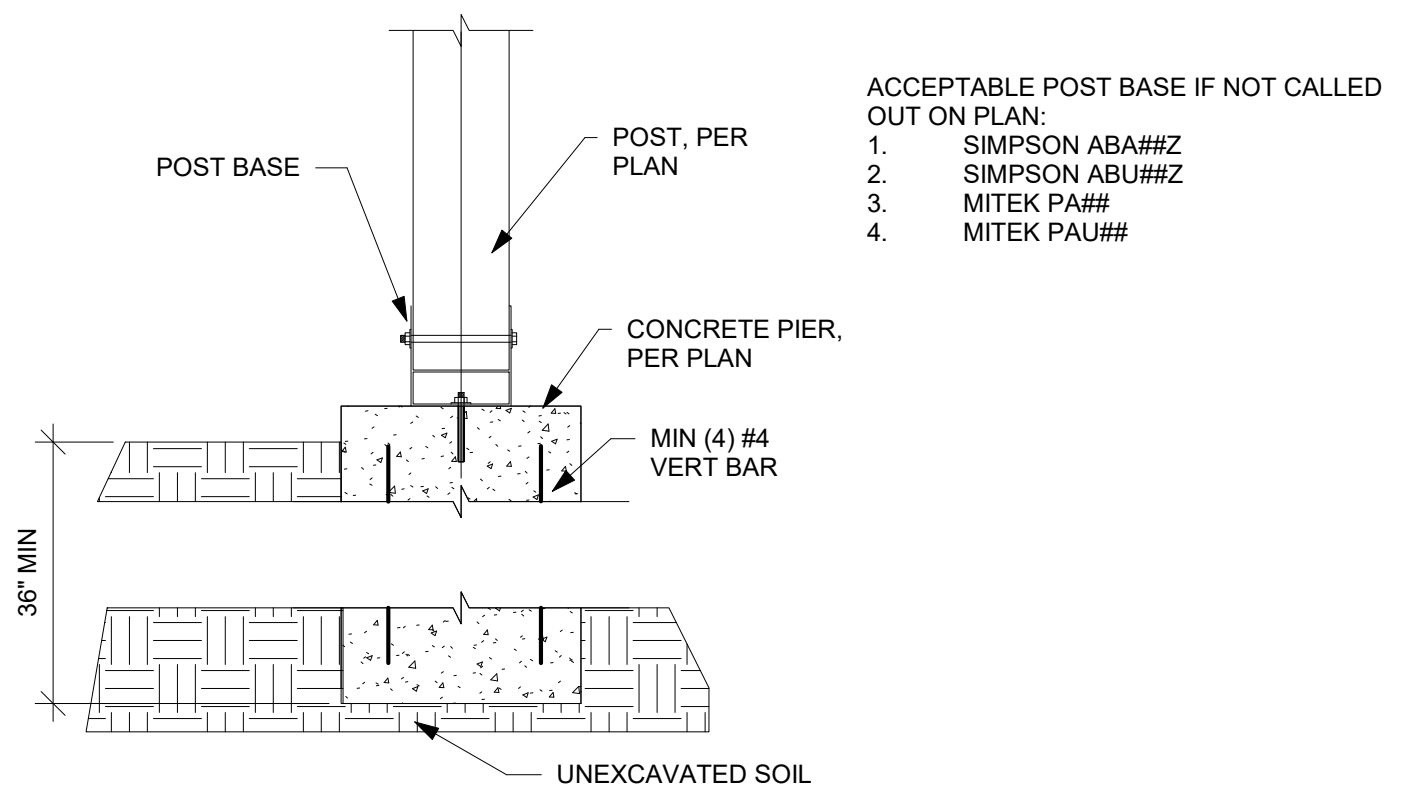 ACCEPTABLE POST BASE IF NOT CALLED
OUT ON PLAN:
1. SIMPSON ABA##Z
2. SIMPSON ABU##Z
3. MITEK PA##
4. MITEK PAU##
POST BASE
POST, PER
PLAN
CONCRETE PIER,
PER PLAN
MIN (4) #4
VERT BAR
36" MIN
UNEXCAVATED SOIL